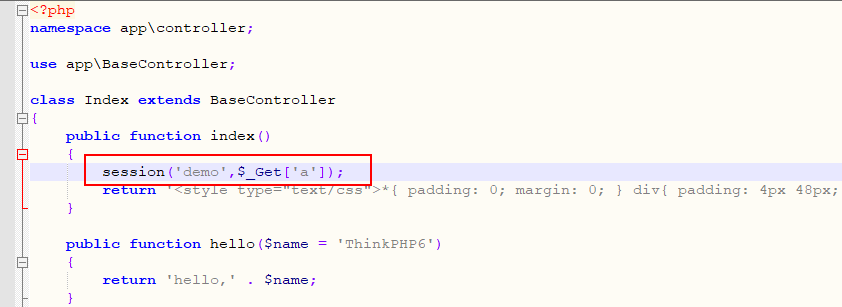 <?php
namespace app\controller;
use app\BaseController;
class Index extends BaseController
{
public function index()
{
session('demo',$_Get['a']);
return '<style type="text/css">*{ padding: 0; margin: 0; } div{ padding: 4px 48px;
}
public function hello($name = 'ThinkPHP6')
{
return 'hello,' . $name;
}